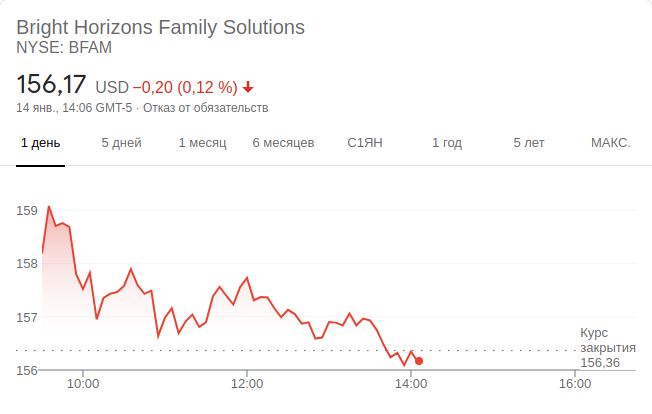 Bright Horizons Family Solutions
NYSE: BFAM
156,17 USD −0,20 (0,12 %)
14 янв., 14:06 GMT-5 · Отказ от обязательств
1 день 5 дней 1 месяц 6 месяцев С1ЯН 1 год 5 лет МАКС.
159
158
157
Курс
закрытия
156,36
156
10:00 12:00 14:00 16:00